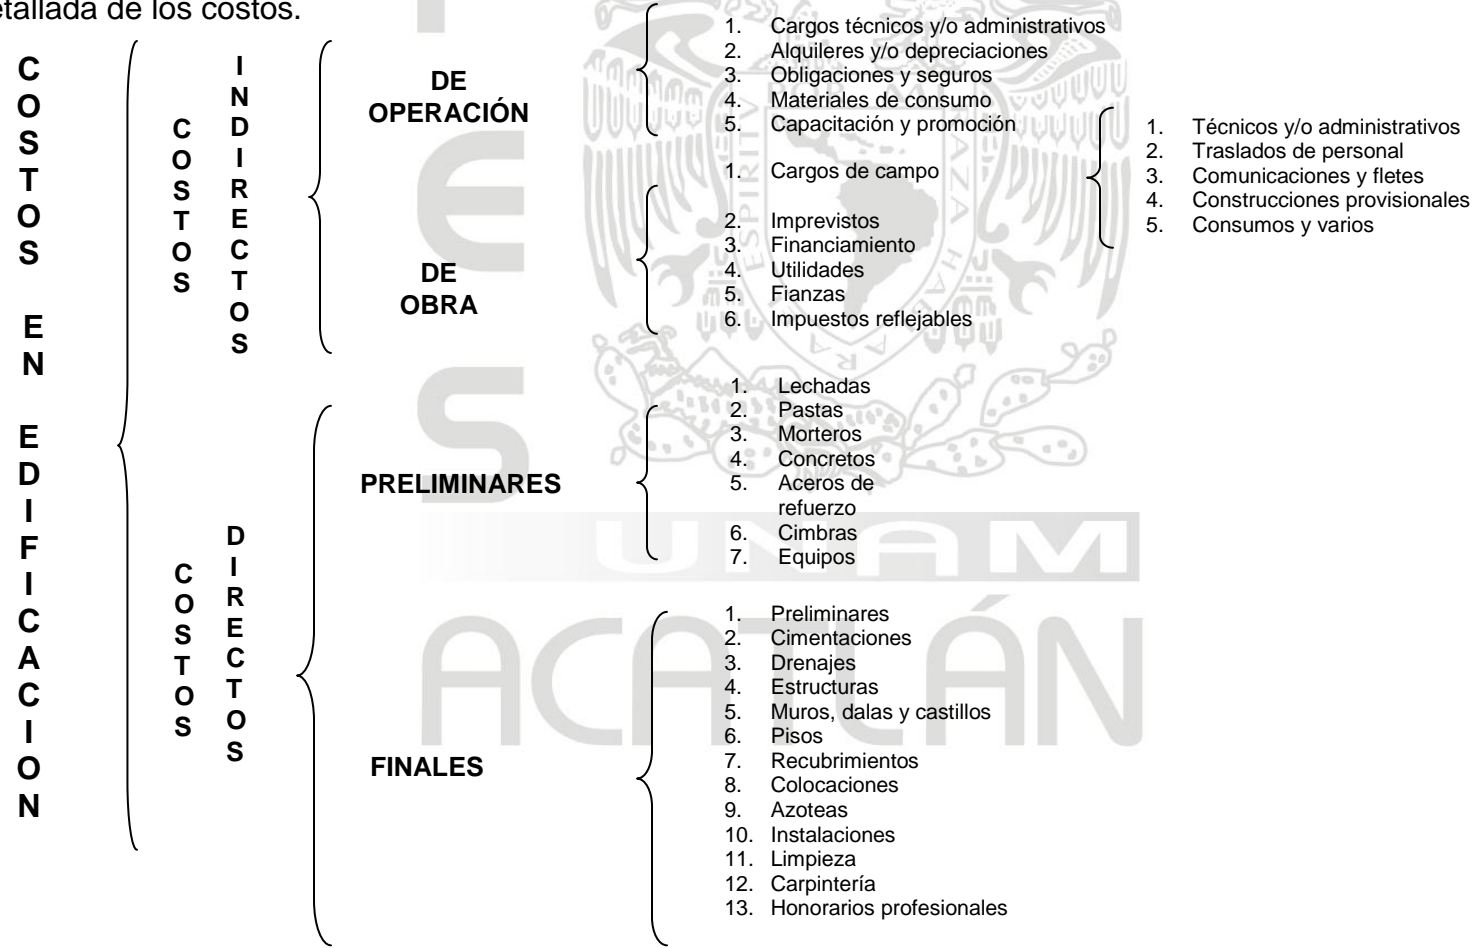 etallada de los costos.
COSTOS EN EDIFICACION
COSTOS INDIRECTOS
DE
OPERACIÓN
1. Cargos técnicos y/o administrativos
2. Alquileres y/o depreciaciones
3. Obligaciones y seguros
4. Materiales de consumo
5. Capacitación y promoción
DE
OBRA
1. Cargos de campo
1. Técnicos y/o administrativos
2. Traslados de personal
3. Comunicaciones y fletes
4. Construcciones provisionales
5. Consumos y varios
2. Imprevistos
3. Financiamiento
4. Utilidades
5. Fianzas
6. Impuestos reflejables
COSTOS DIRECTOS
PRELIMINARES
1. Lechadas
2. Pastas
3. Morteros
4. Concretos
5. Aceros de
refuerzo
6. Cimbras
7. Equipos
FINALES
1. Preliminares
2. Cimentaciones
3. Drenajes
4. Estructuras
5. Muros, dalas y castillos
6. Pisos
7. Recubrimientos
8. Colocaciones
9. Azoteas
10. Instalaciones
11. Limpieza
12. Carpintería
13. Honorarios profesionales
ES
UNAM
ACATLÁN